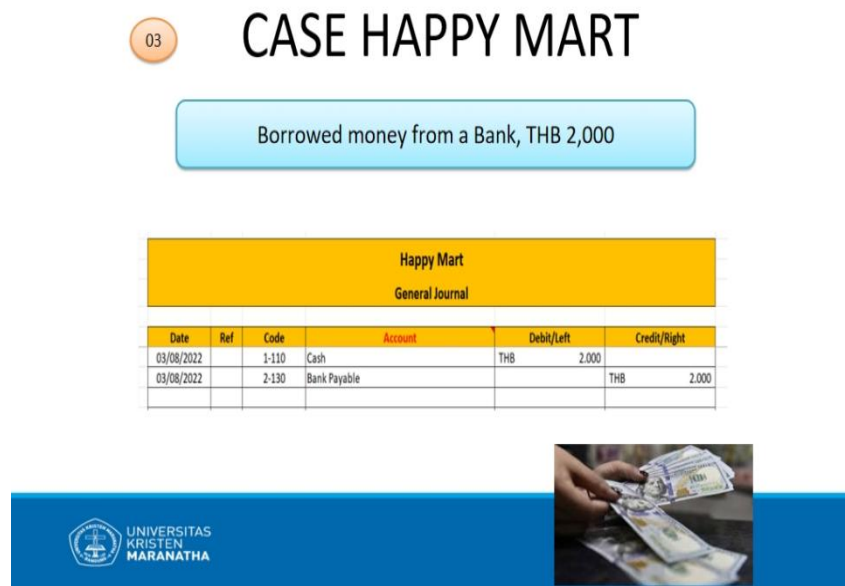 03
CASE HAPPY MART
Borrowed money from a Bank, THB 2,000
Happy Mart
General Journal
Date Ref Code Account Debit/Left Credit/Right
03/08/2022 1-110 Cash THB 2.000
03/08/2022 2-130 Bank Payable THB 2.000
UNIVERSITAS
KRISTEN
MARANATHA